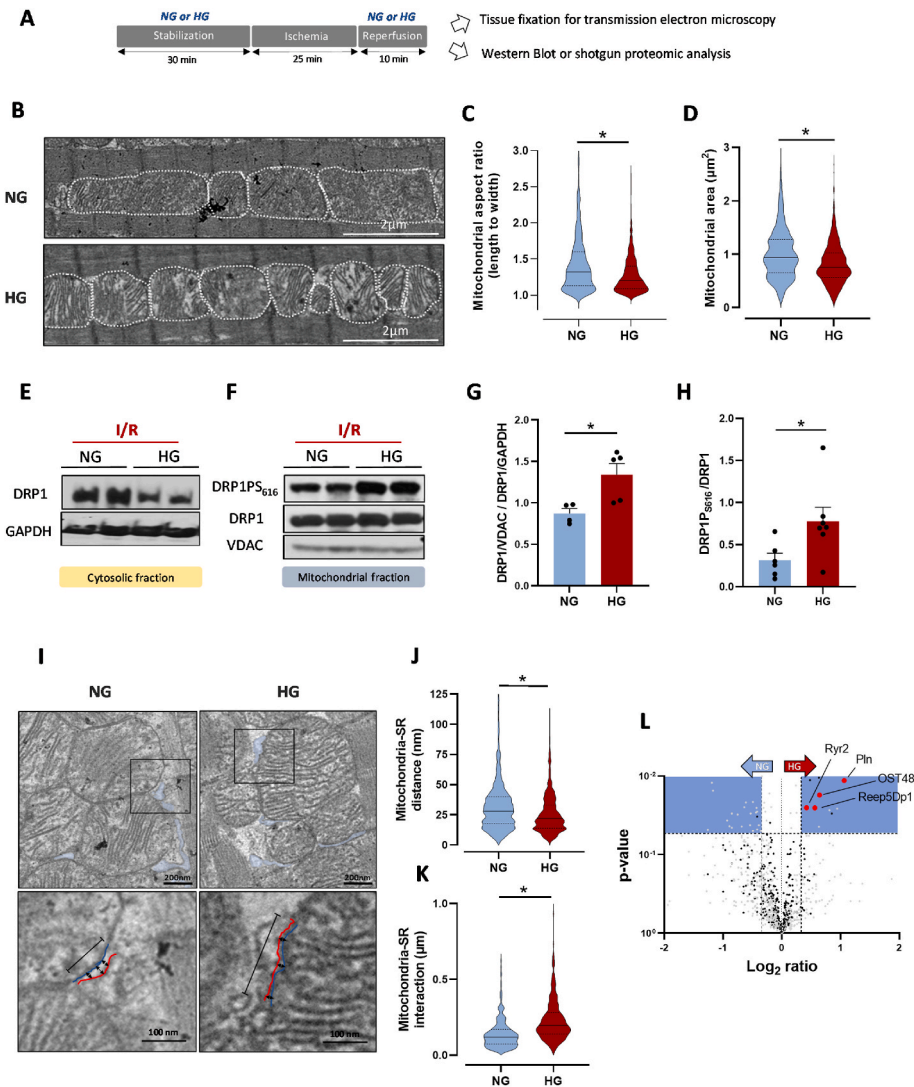 A
NG or HG
NG or HG
Stabilization
Ischemia
Reperfusion
30 min
25 min
10 min
Tissue fixation for transmission electron microscopy
Western Blot or shotgun proteomic analysis
B
NG
2µm
HG
2µm
C
*
Mitochondrial aspect ratio
(length to width)
3.0
2.5
2.0
1.5
1.0
NG
HG
D
*
Mitochondrial area (µm²)
3
2
1
0
NG
HG
E
I/R
NG
HG
DRP1
GAPDH
Cytosolic fraction
F
I/R
NG
HG
DRP1PS616
DRP1
VDAC
Mitochondrial fraction
G
*
DRP1/VDAC / DRP1/GAPDH
2.0
1.5
1.0
0.5
0.0
NG
HG
H
*
DRP1PS616/DRP1
2.0
1.5
1.0
0.5
0.0
NG
HG
I
NG
HG
200nm
200nm
100 nm
100 nm
J
*
Mitochondria-SR
distance (nm)
125
100
75
50
25
0
NG
HG
K
*
Mitochondria-SR
interaction (µm)
1.0
0.5
0.0
NG
HG
L
NG
HG
Ryr2
Pln
OST48
Reep5Dp1
p-value
10⁻²
10⁻¹
10⁰
-2
-1
0
1
2
Log₂ ratio